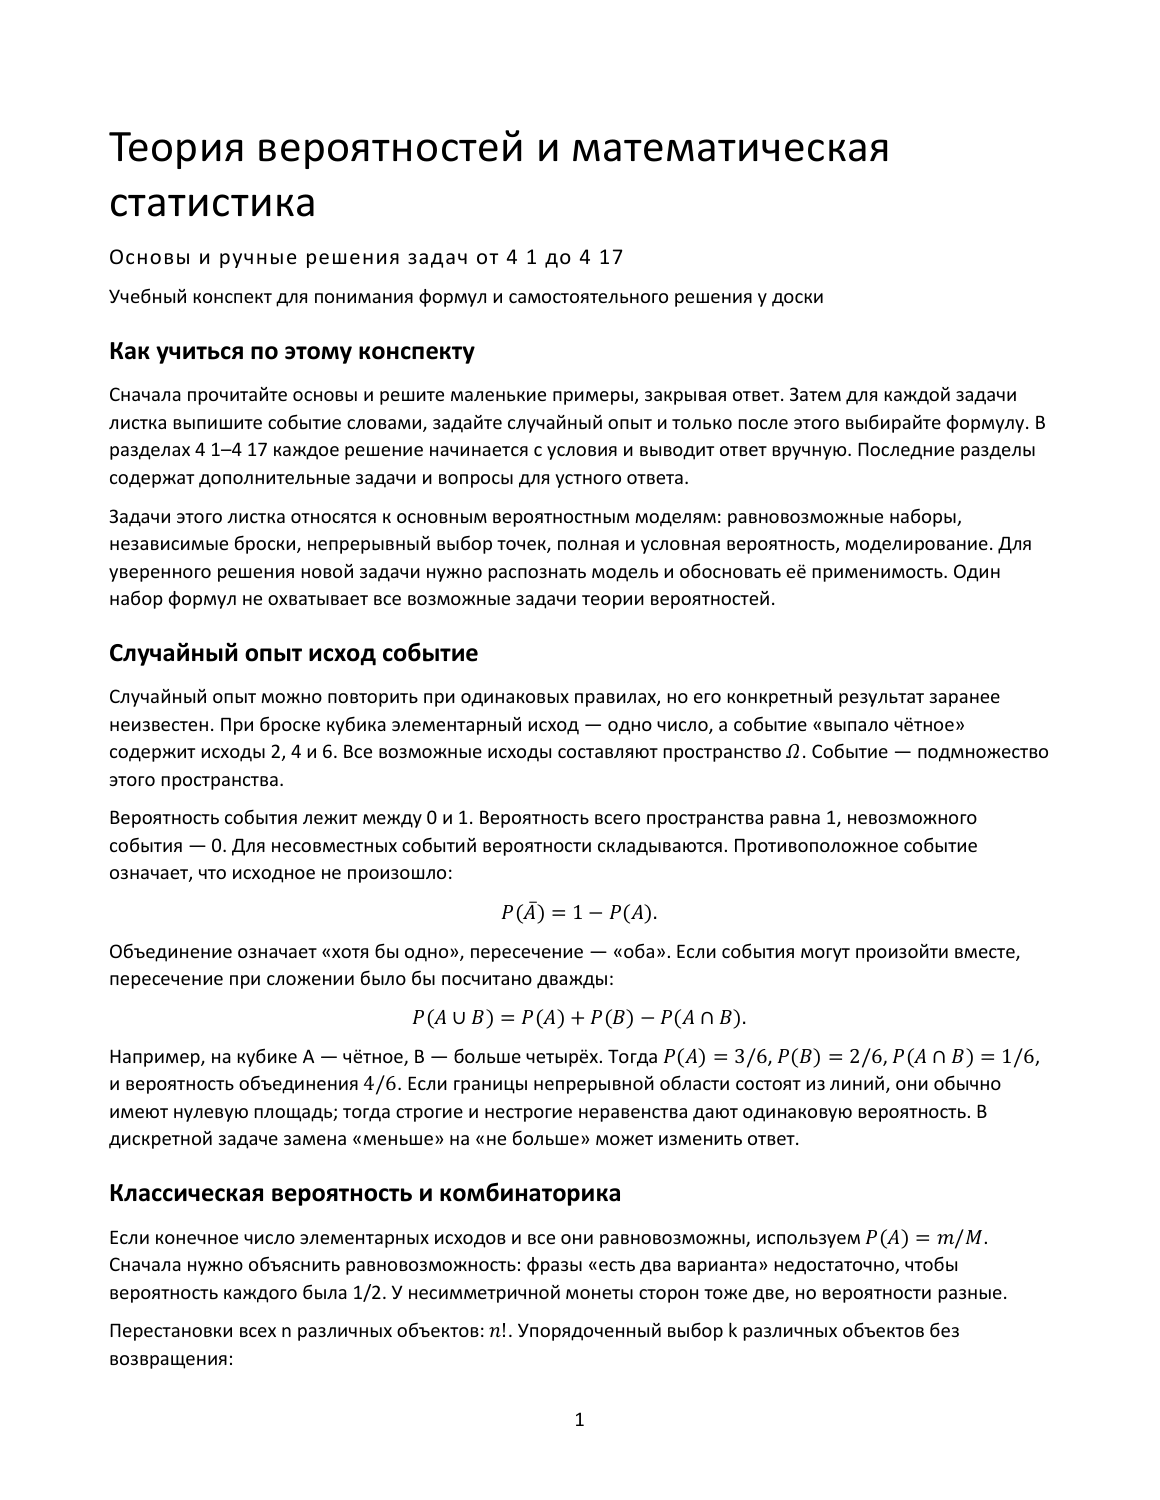 Теория вероятностей и математическая
статистика
Основы и ручные решения задач от 4 1 до 4 17
Учебный конспект для понимания формул и самостоятельного решения у доски
Как учиться по этому конспекту
Сначала прочитайте основы и решите маленькие примеры, закрывая ответ. Затем для каждой задачи
листка выпишите событие словами, задайте случайный опыт и только после этого выбирайте формулу. В
разделах 4 1–4 17 каждое решение начинается с условия и выводит ответ вручную. Последние разделы
содержат дополнительные задачи и вопросы для устного ответа.
Задачи этого листка относятся к основным вероятностным моделям: равновозможные наборы,
независимые броски, непрерывный выбор точек, полная и условная вероятность, моделирование. Для
уверенного решения новой задачи нужно распознать модель и обосновать её применимость. Один
набор формул не охватывает все возможные задачи теории вероятностей.
Случайный опыт исход событие
Случайный опыт можно повторить при одинаковых правилах, но его конкретный результат заранее
неизвестен. При броске кубика элементарный исход — одно число, а событие «выпало чётное»
содержит исходы 2, 4 и 6. Все возможные исходы составляют пространство Ω. Событие — подмножество
этого пространства.
Вероятность события лежит между 0 и 1. Вероятность всего пространства равна 1, невозможного
события — 0. Для несовместных событий вероятности складываются. Противоположное событие
означает, что исходное не произошло:
P(Ā) = 1 − P(A).
Объединение означает «хотя бы одно», пересечение — «оба». Если события могут произойти вместе,
пересечение при сложении было бы посчитано дважды:
P(A ∪ B) = P(A) + P(B) − P(A ∩ B).
Например, на кубике A — чётное, B — больше четырёх. Тогда P(A) = 3/6, P(B) = 2/6, P(A ∩ B) = 1/6,
и вероятность объединения 4/6. Если границы непрерывной области состоят из линий, они обычно
имеют нулевую площадь; тогда строгие и нестрогие неравенства дают одинаковую вероятность. В
дискретной задаче замена «меньше» на «не больше» может изменить ответ.
Классическая вероятность и комбинаторика
Если конечное число элементарных исходов и все они равновозможны, используем P(A) = m/M.
Сначала нужно объяснить равновозможность: фразы «есть два варианта» недостаточно, чтобы
вероятность каждого была 1/2. У несимметричной монеты сторон тоже две, но вероятности разные.
Перестановки всех n различных объектов: n!. Упорядоченный выбор k различных объектов без
возвращения:
1